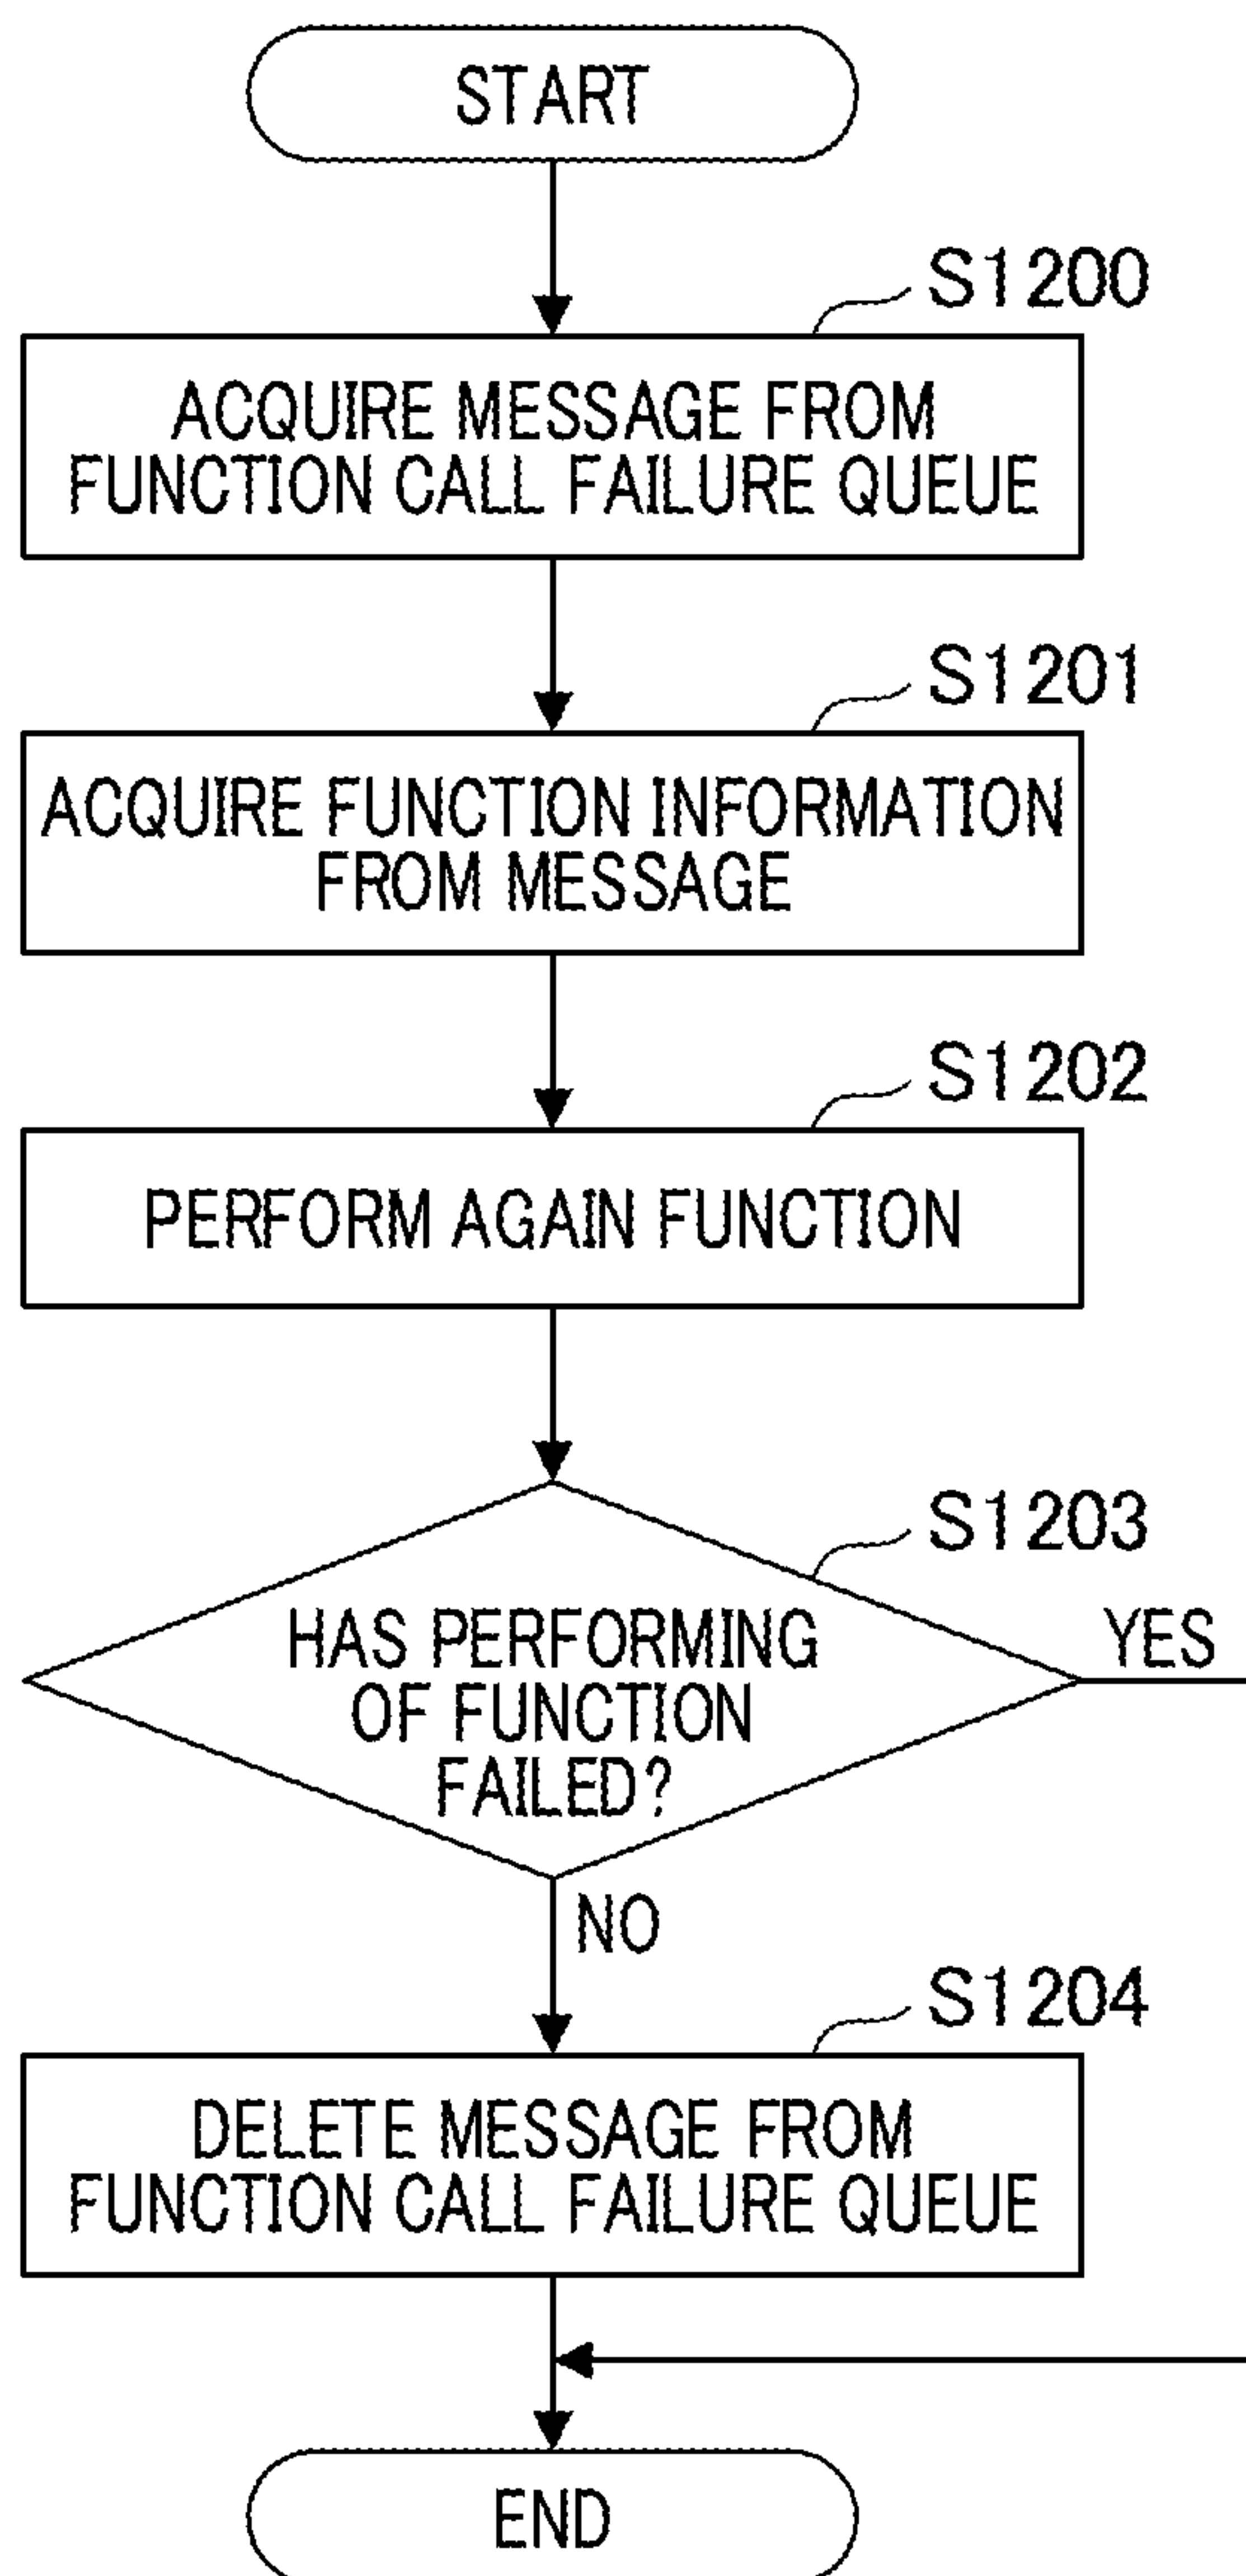 START
S1200
ACQUIRE MESSAGE FROM
FUNCTION CALL FAILURE QUEUE
S1201
ACQUIRE FUNCTION INFORMATION
FROM MESSAGE
S1202
PERFORM AGAIN FUNCTION
S1203
HAS PERFORMING
OF FUNCTION
FAILED?
YES
NO
S1204
DELETE MESSAGE FROM
FUNCTION CALL FAILURE QUEUE
END